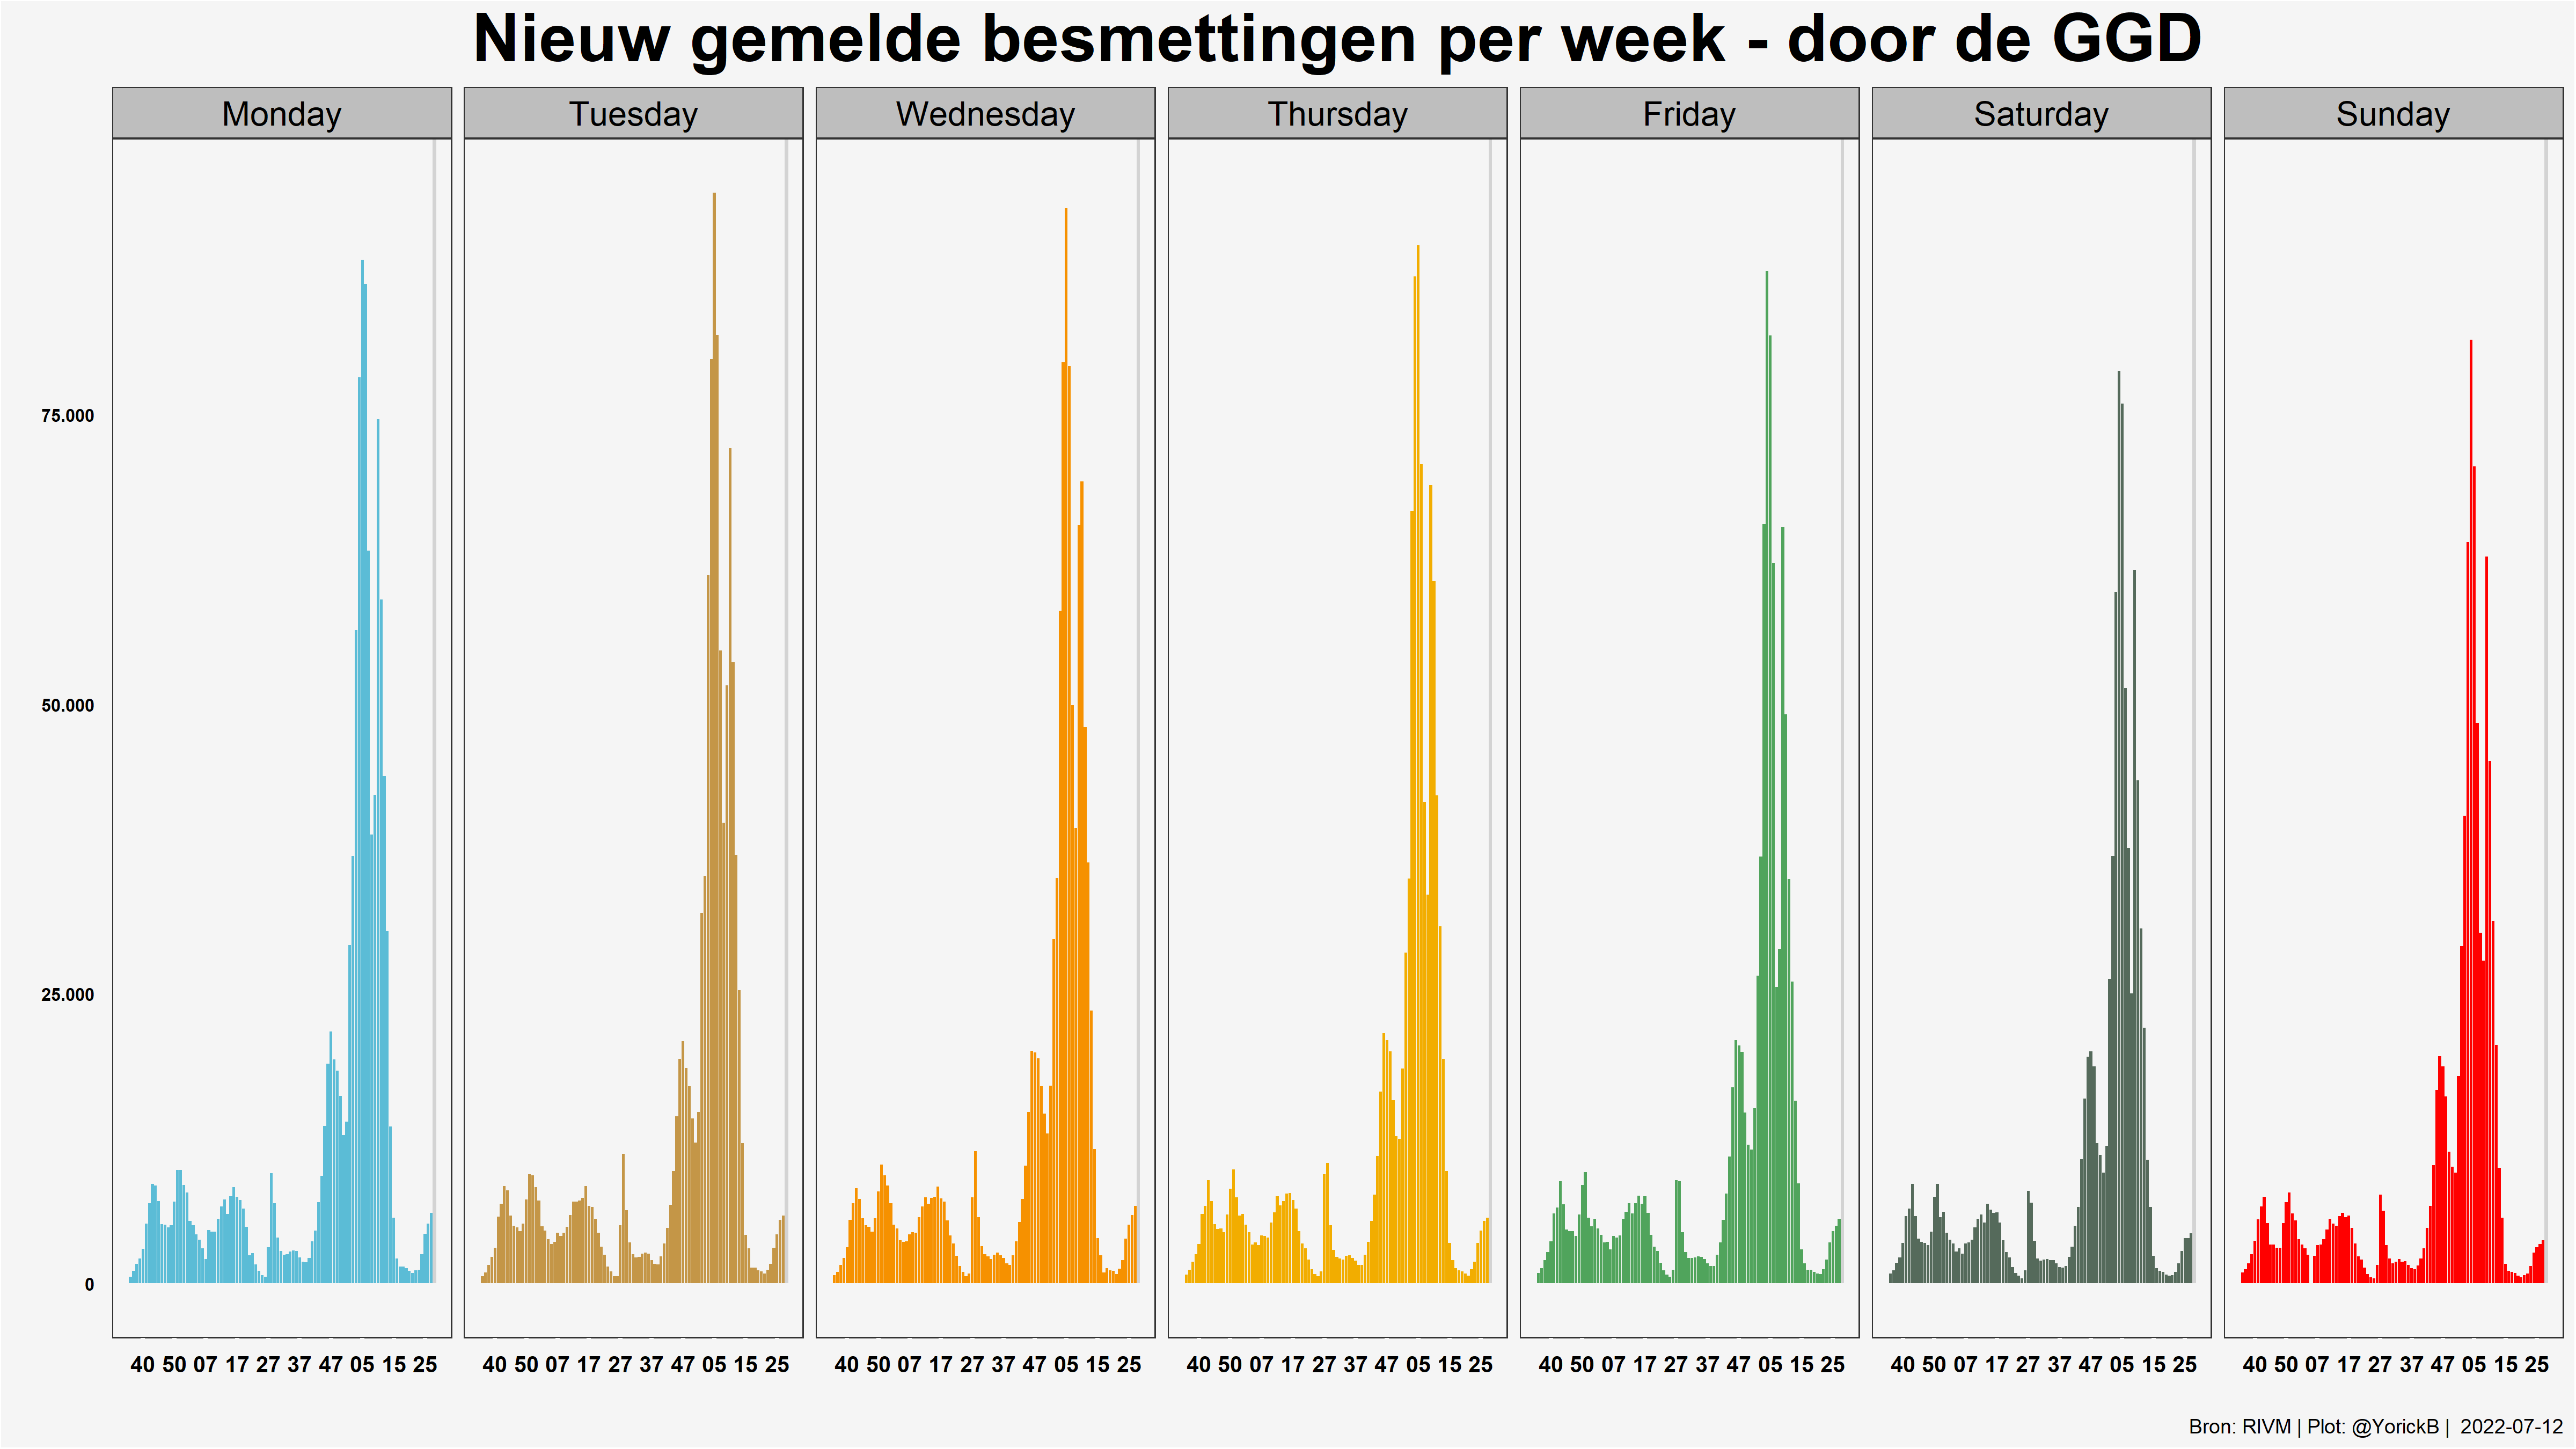 Nieuw gemelde besmettingen per week - door de GGD
Monday Tuesday Wednesday Thursday Friday Saturday Sunday
75.000
50.000
25.000
0
40 50 07 17 27 37 47 05 15 25 40 50 07 17 27 37 47 05 15 25 40 50 07 17 27 37 47 05 15 25 40 50 07 17 27 37 47 05 15 25 40 50 07 17 27 37 47 05 15 25 40 50 07 17 27 37 47 05 15 25 40 50 07 17 27 37 47 05 15 25
Bron: RIVM | Plot: @YorickB | 2022-07-12